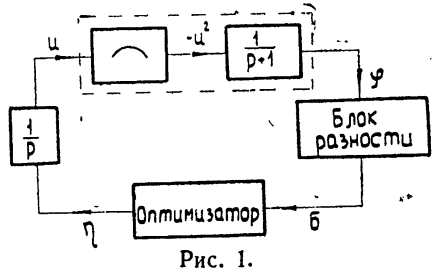 u
-u²
1
p+1
φ
1
p
Блок
разности
Оптимизатор
η
б
Рис. 1.